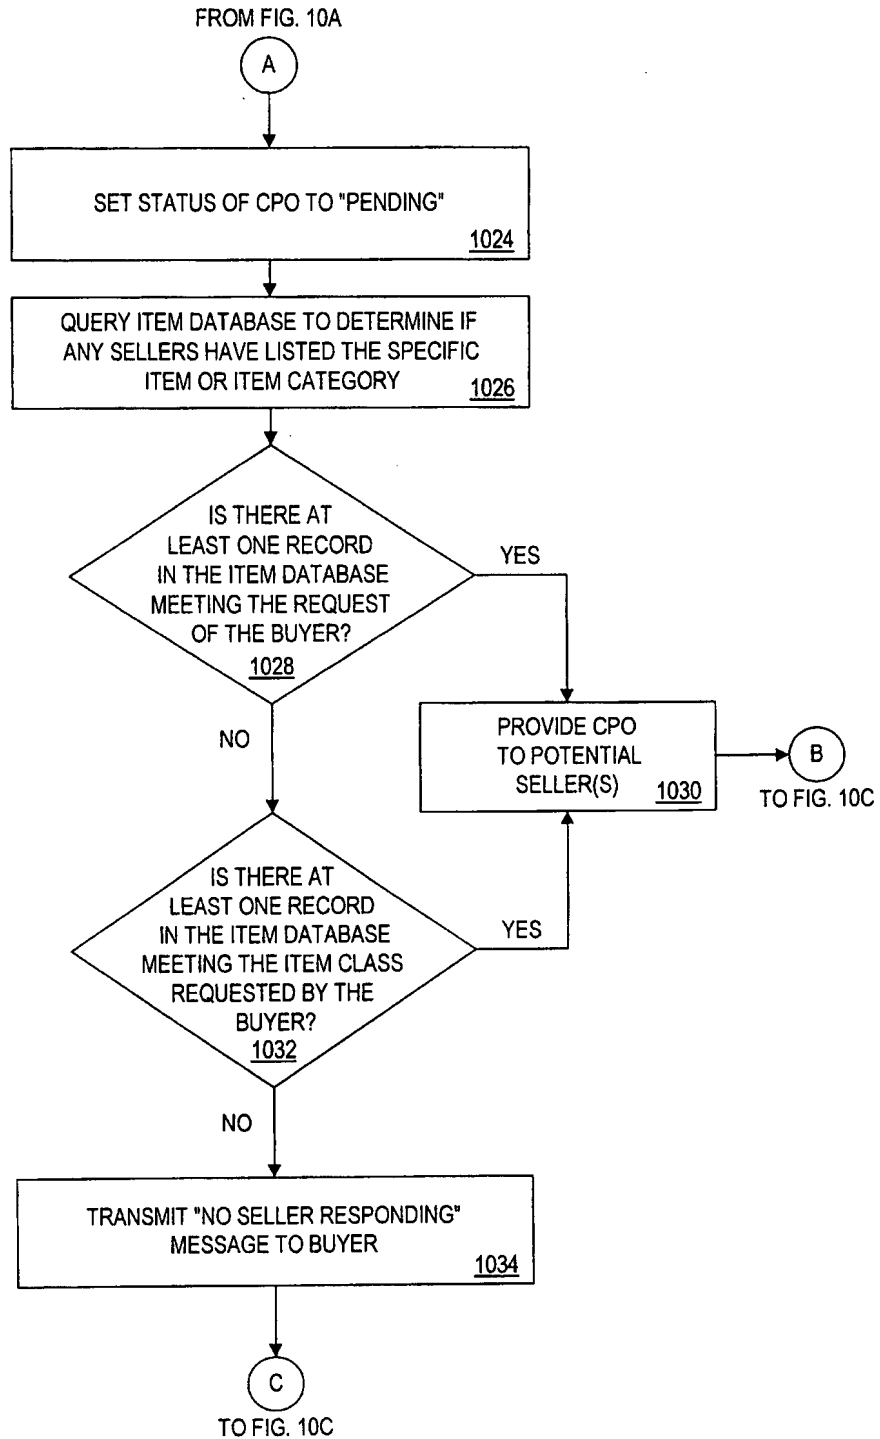 FROM FIG. 10A
A
SET STATUS OF CPO TO "PENDING"
1024
QUERY ITEM DATABASE TO DETERMINE IF
ANY SELLERS HAVE LISTED THE SPECIFIC
ITEM OR ITEM CATEGORY
1026
IS THERE AT
LEAST ONE RECORD
IN THE ITEM DATABASE
MEETING THE REQUEST
OF THE BUYER?
1028
YES
NO
PROVIDE CPO
TO POTENTIAL
SELLER(S)
1030
B
TO FIG. 10C
IS THERE AT
LEAST ONE RECORD
IN THE ITEM DATABASE
MEETING THE ITEM CLASS
REQUESTED BY THE
BUYER?
1032
YES
NO
TRANSMIT "NO SELLER RESPONDING"
MESSAGE TO BUYER
1034
C
TO FIG. 10C